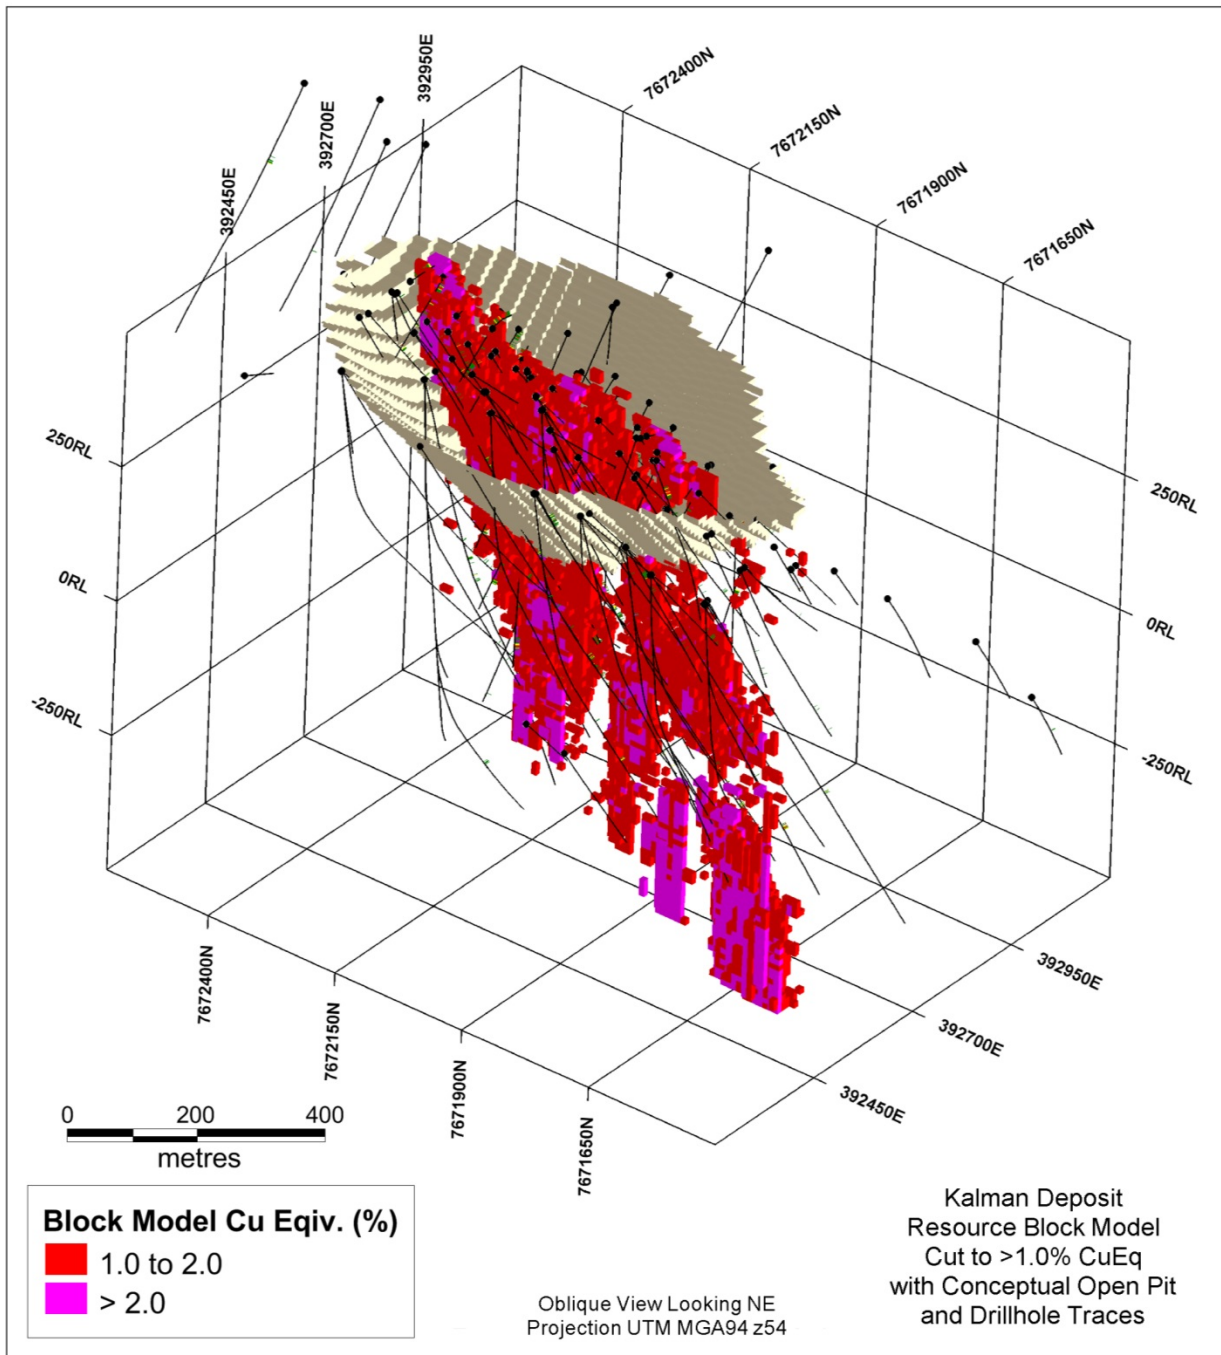 392450E
392700E
392950E
7672400N
7672150N
7671900N
7671650N
250RL
0RL
-250RL
250RL
0RL
-250RL
7672400N
7672150N
7671900N
7671650N
392950E
392700E
392450E
0 200 400
metres
Block Model Cu Eqiv. (%)
1.0 to 2.0
> 2.0
Oblique View Looking NE
Projection UTM MGA94 z54
Kalman Deposit
Resource Block Model
Cut to >1.0% CuEq
with Conceptual Open Pit
and Drillhole Traces